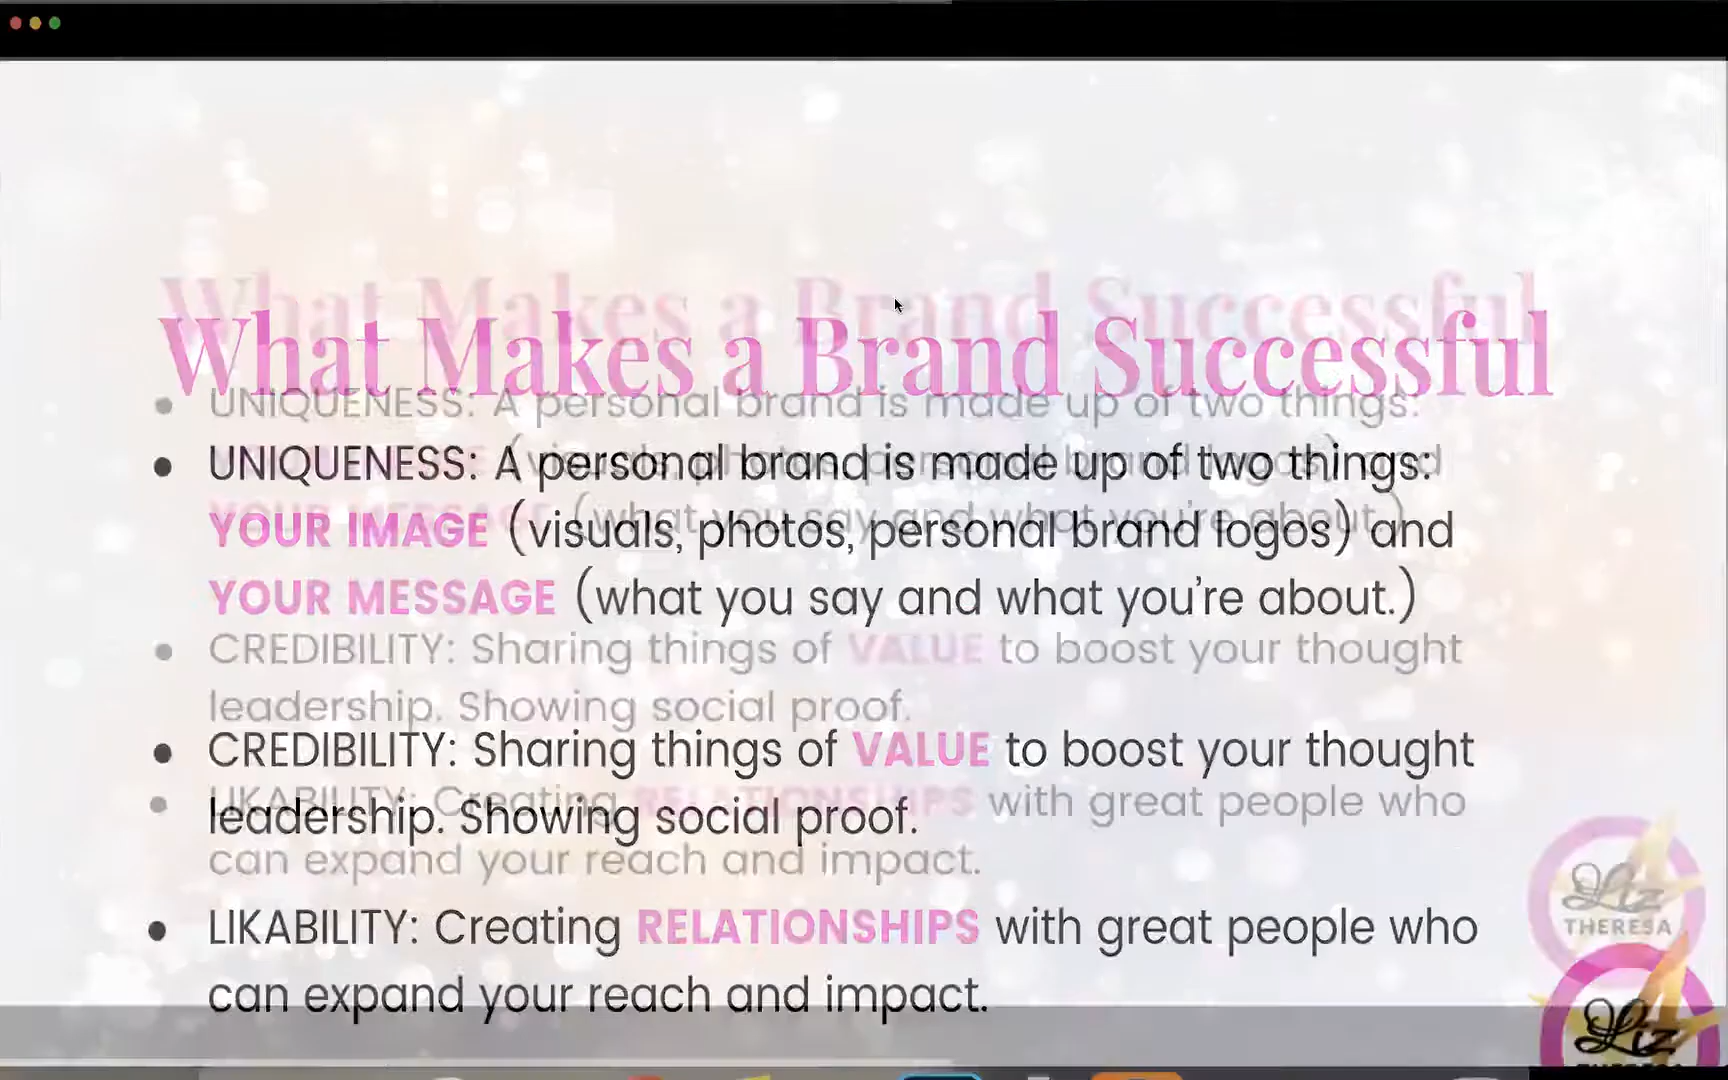 What Makes a Brand Successful
• UNIQUENESS: A personal brand is made up of two things:
YOUR IMAGE (visuals, photos, personal brand logos) and
YOUR MESSAGE (what you say and what you're about.)
• CREDIBILITY: Sharing things of VALUE to boost your thought
leadership. Showing social proof.
• LIKABILITY: Creating RELATIONSHIPS with great people who
can expand your reach and impact.
Liz
THERESA